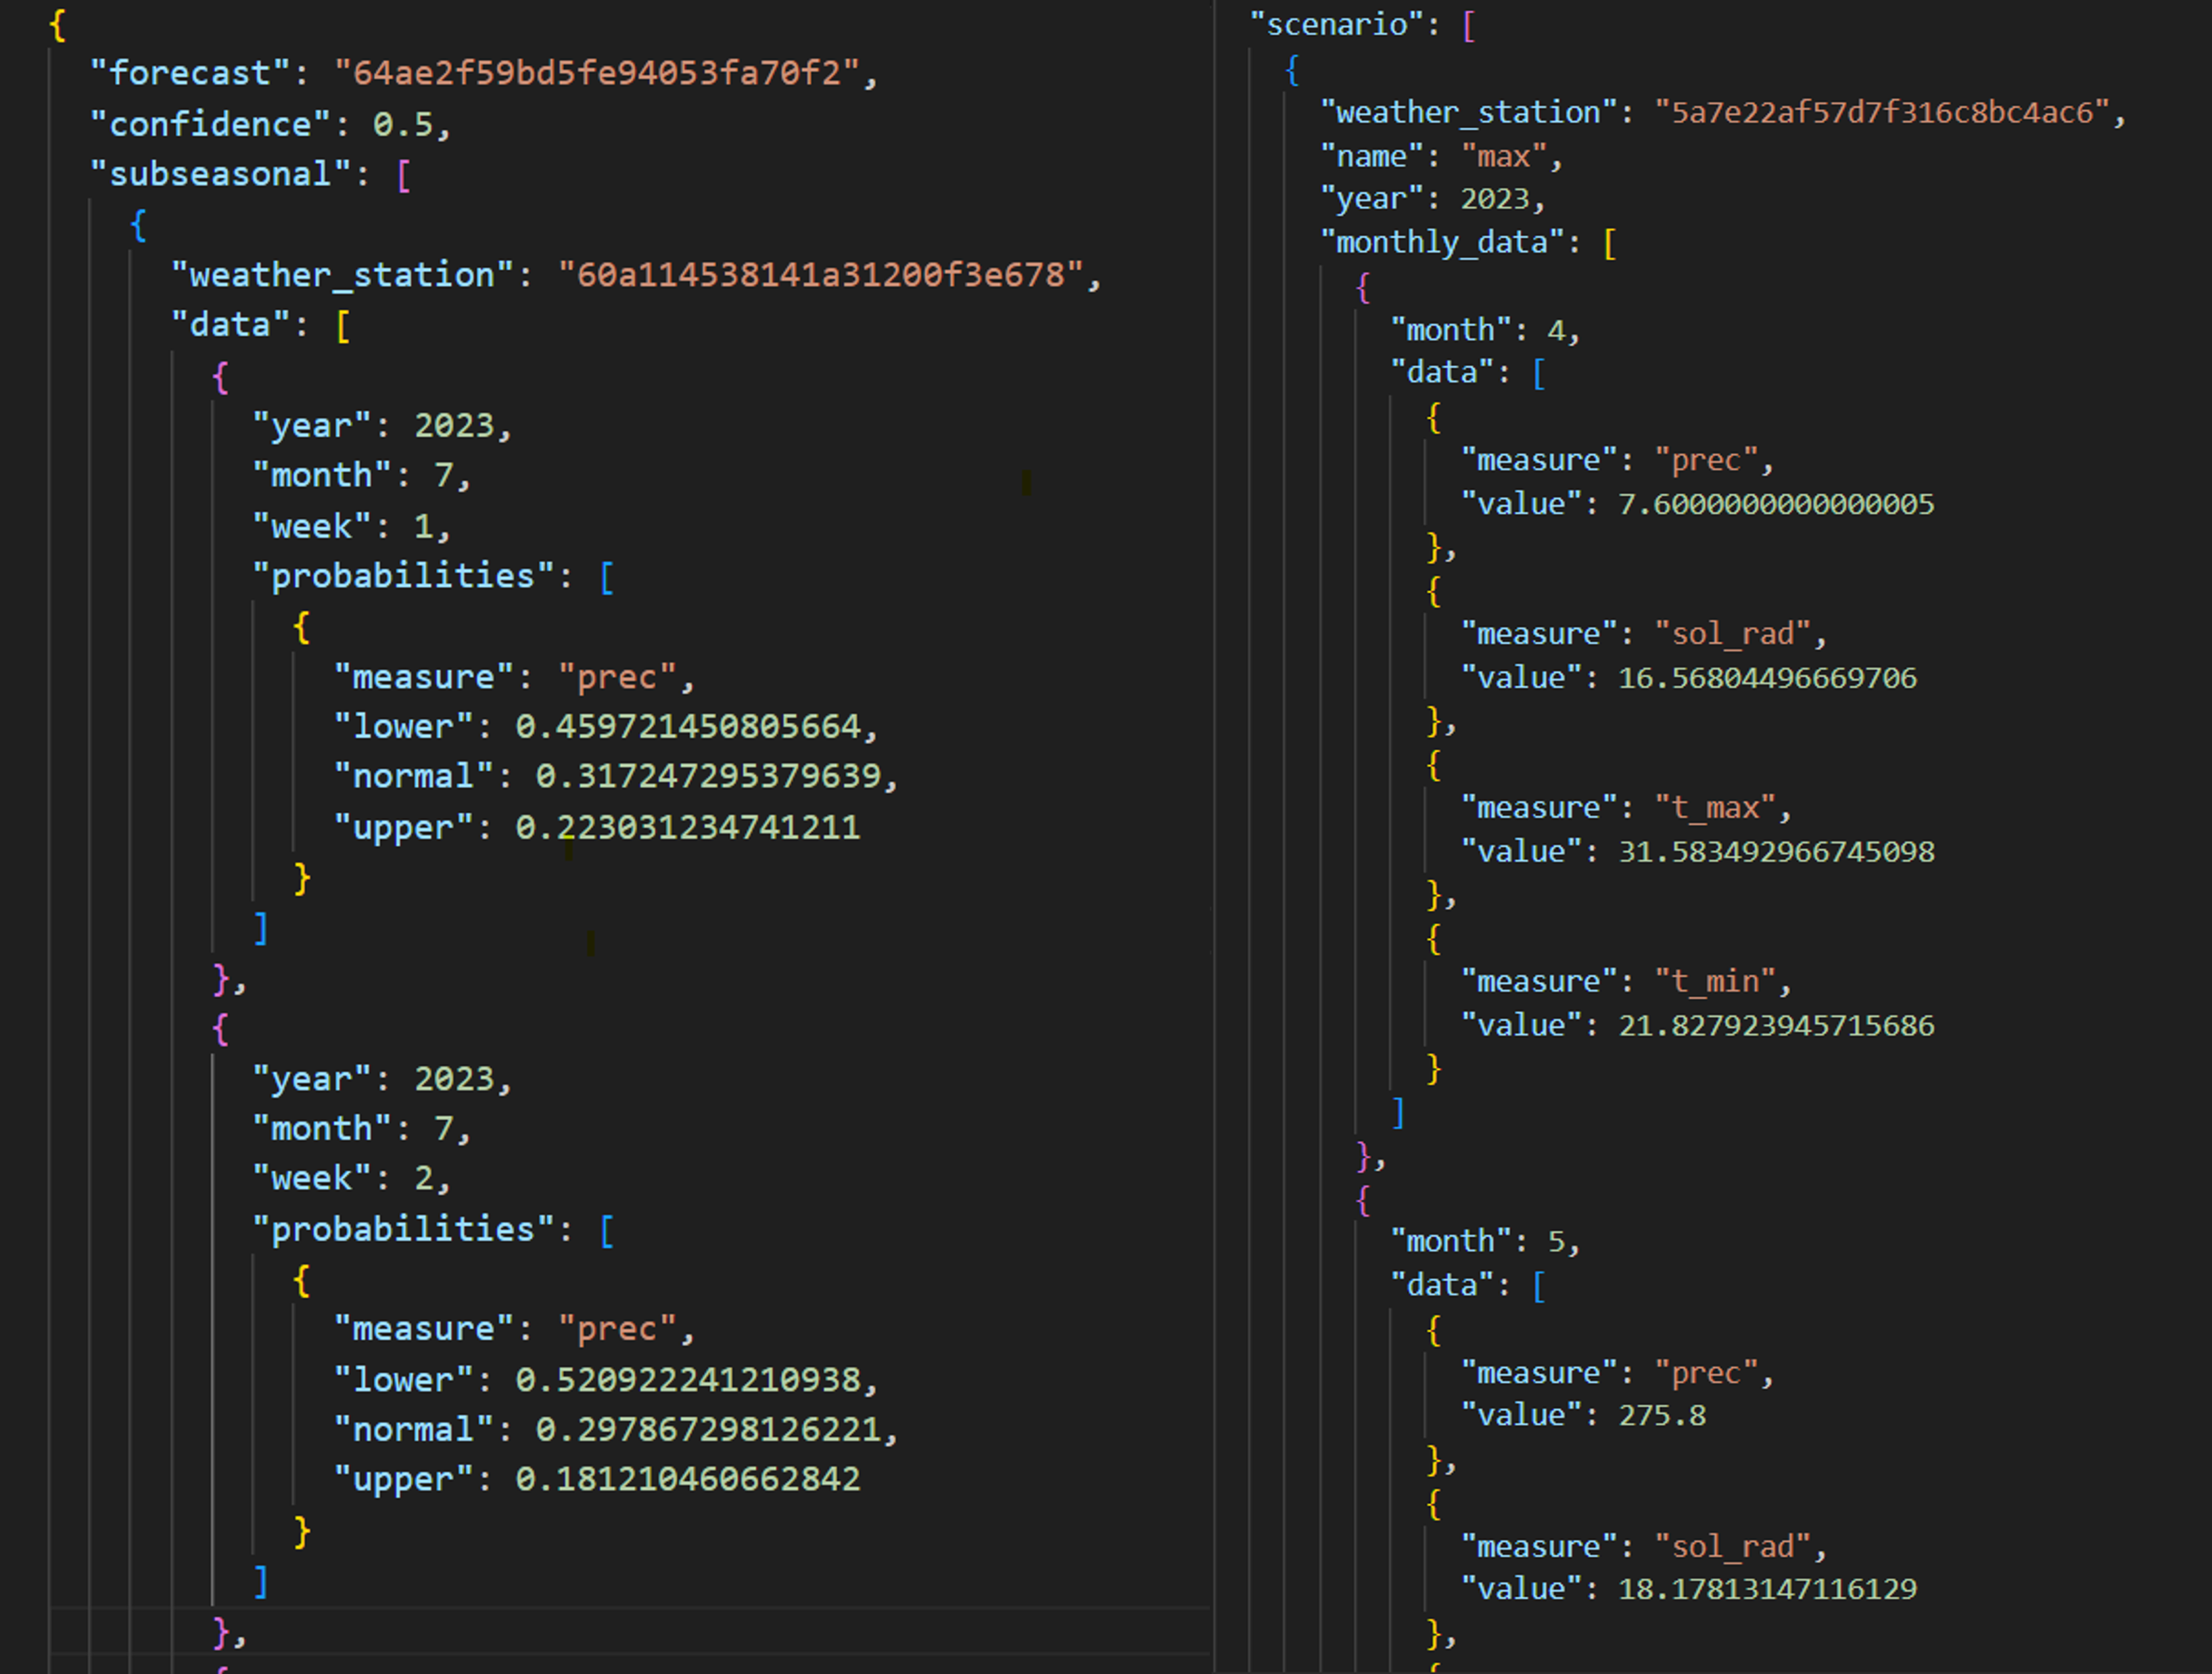 {
"forecast": "64ae2f59bd5fe94053fa70f2",
"confidence": 0.5,
"subseasonal": [
{
"weather_station": "60a114538141a31200f3e678",
"data": [
{
"year": 2023,
"month": 7,
"week": 1,
"probabilities": [
{
"measure": "prec",
"lower": 0.459721450805664,
"normal": 0.317247295379639,
"upper": 0.223031234741211
}
]
},
{
"year": 2023,
"month": 7,
"week": 2,
"probabilities": [
{
"measure": "prec",
"lower": 0.520922241210938,
"normal": 0.297867298126221,
"upper": 0.181210460662842
}
]
},
{
"scenario": [
{
"weather_station": "5a7e22af57d7f316c8bc4ac6",
"name": "max",
"year": 2023,
"monthly_data": [
{
"month": 4,
"data": [
{
"measure": "prec",
"value": 7.6000000000000005
},
{
"measure": "sol_rad",
"value": 16.56804496669706
},
{
"measure": "t_max",
"value": 31.583492966745098
},
{
"measure": "t_min",
"value": 21.827923945715686
}
]
},
{
"month": 5,
"data": [
{
"measure": "prec",
"value": 275.8
},
{
"measure": "sol_rad",
"value": 18.17813147116129
},
{